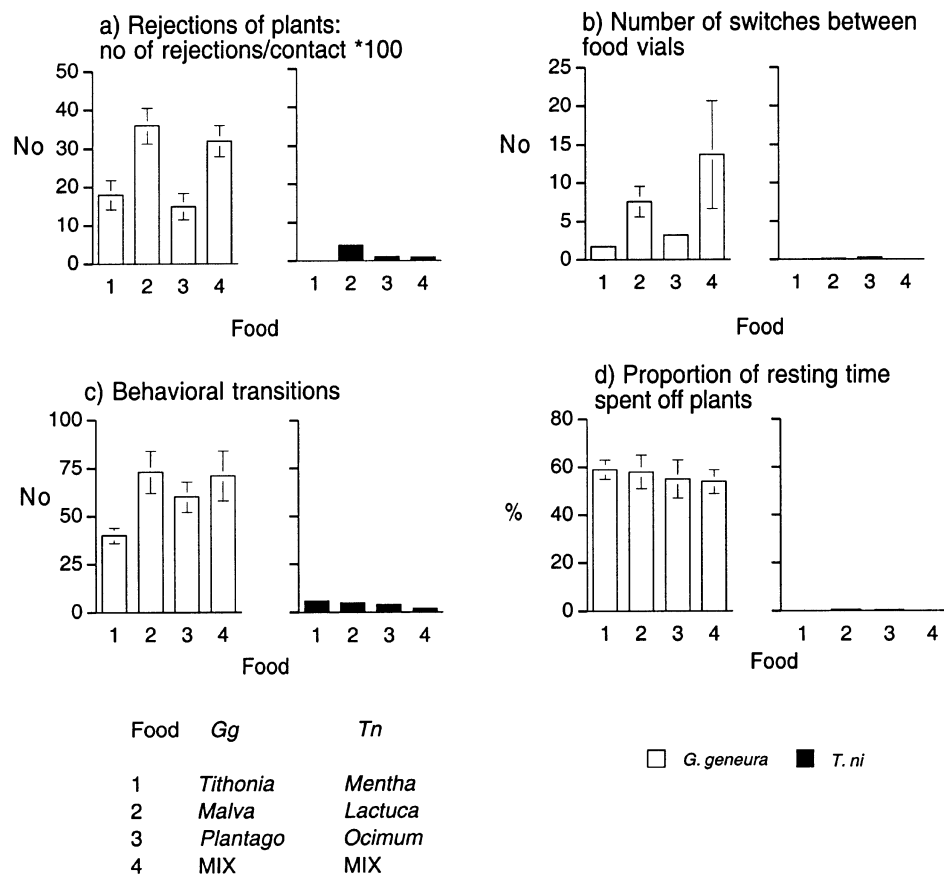 a) Rejections of plants:
no of rejections/contact *100
50
40
No 30
20
10
0
1 2 3 4
1 2 3 4
Food
b) Number of switches between
food vials
25
20
No 15
10
5
0
1 2 3 4
1 2 3 4
Food
c) Behavioral transitions
100
75
No 50
25
0
1 2 3 4
1 2 3 4
Food
d) Proportion of resting time
spent off plants
80
60
% 40
20
0
1 2 3 4
1 2 3 4
Food
Food Gg Tn
1 Tithonia Mentha
2 Malva Lactuca
3 Plantago Ocimum
4 MIX MIX
G. geneura T. ni